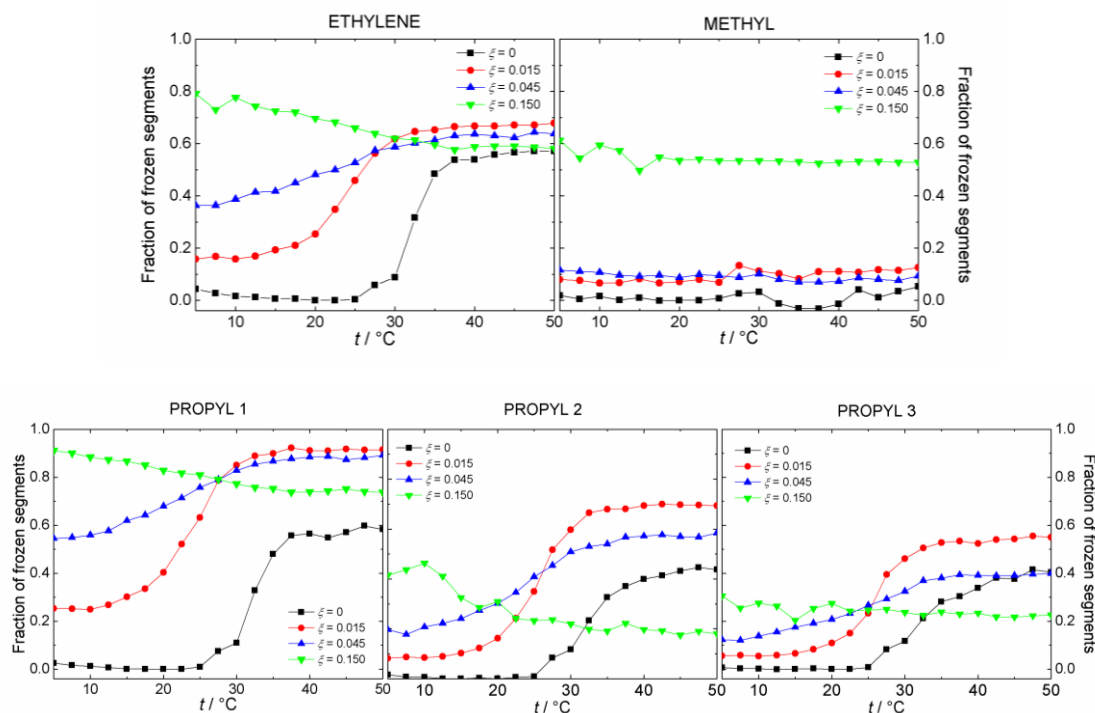 ETHYLENE
METHYL
1.0
0.8
0.6
0.4
0.2
0.0
Fraction of frozen segments
ξ = 0
ξ = 0.015
ξ = 0.045
ξ = 0.150
10
20
30
40
50
t / °C
ξ = 0
ξ = 0.015
ξ = 0.045
ξ = 0.150
10
20
30
40
50
t / °C
1.0
0.8
0.6
0.4
0.2
0.0
Fraction of frozen segments
PROPYL 1
PROPYL 2
PROPYL 3
1.0
0.8
0.6
0.4
0.2
0.0
Fraction of frozen segments
ξ = 0
ξ = 0.015
ξ = 0.045
ξ = 0.150
10
20
30
40
50
t / °C
ξ = 0
ξ = 0.015
ξ = 0.045
ξ = 0.150
10
20
30
40
50
t / °C
ξ = 0
ξ = 0.015
ξ = 0.045
ξ = 0.150
10
20
30
40
50
t / °C
1.0
0.8
0.6
0.4
0.2
0.0
Fraction of frozen segments